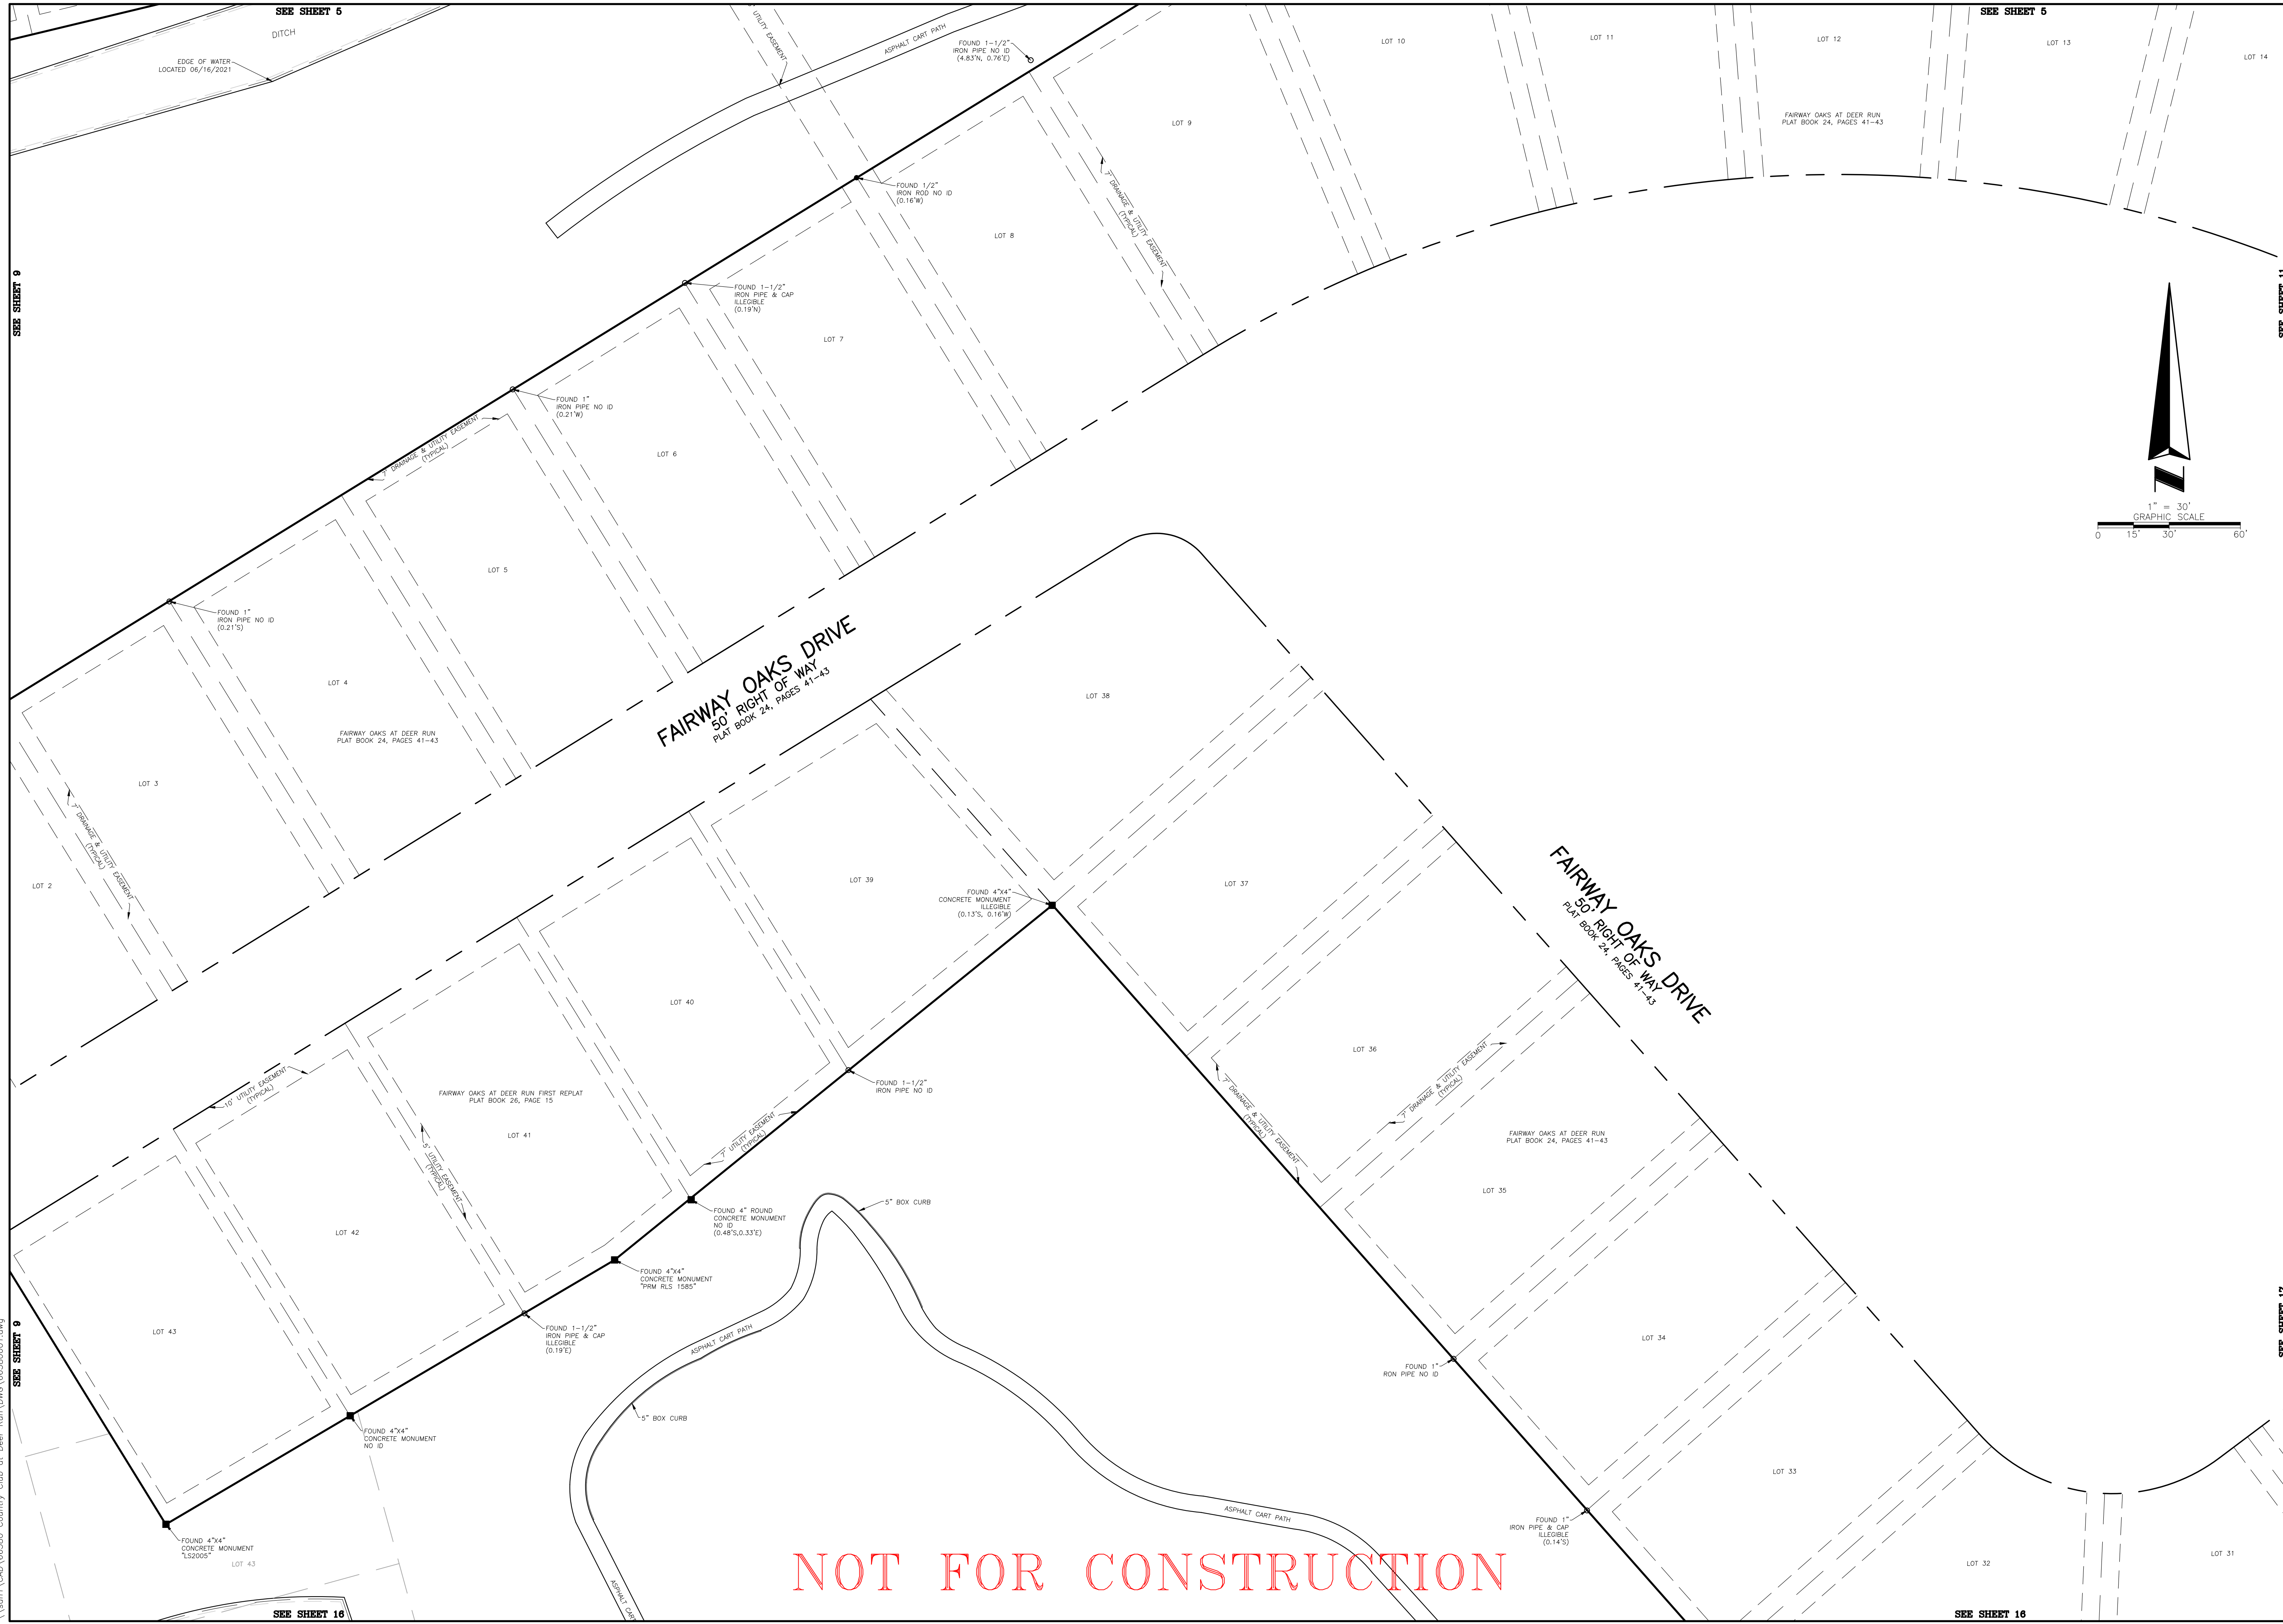 SEE SHEET 5
SEE SHEET 5
DITCH
EDGE OF WATER
LOCATED 06/16/2021
UTILITY EASEMENT
ASPHALT CART PATH
FOUND 1-1/2"
IRON PIPE NO ID
(4.83'N, 0.76'E)
LOT 10
LOT 11
LOT 12
LOT 13
LOT 14
LOT 9
FAIRWAY OAKS AT DEER RUN
PLAT BOOK 24, PAGES 41-43
FOUND 1/2"
IRON ROD NO ID
(0.16'W)
7' DRAINAGE & UTILITY EASEMENT
(TYPICAL)
LOT 8
SEE SHEET 9
FOUND 1-1/2"
IRON PIPE & CAP
ILLEGIBLE
(0.19'N)
LOT 7
FOUND 1"
IRON PIPE NO ID
(0.21'W)
7' DRAINAGE & UTILITY EASEMENT
(TYPICAL)
LOT 6
N
1" = 30'
GRAPHIC SCALE
0 15' 30' 60'
LOT 5
FOUND 1"
IRON PIPE NO ID
(0.21'S)
LOT 4
FAIRWAY OAKS DRIVE
50' RIGHT OF WAY
PLAT BOOK 24, PAGES 41-43
LOT 38
FAIRWAY OAKS AT DEER RUN
PLAT BOOK 24, PAGES 41-43
LOT 3
7' DRAINAGE & UTILITY EASEMENT
(TYPICAL)
LOT 2
LOT 39
FOUND 4"X4"
CONCRETE MONUMENT
ILLEGIBLE
(0.13'S, 0.16'W)
LOT 37
FAIRWAY OAKS DRIVE
50' RIGHT OF WAY
PLAT BOOK 24, PAGES 41-43
LOT 40
LOT 36
7' DRAINAGE & UTILITY EASEMENT
(TYPICAL)
10' UTILITY EASEMENT
(TYPICAL)
FAIRWAY OAKS AT DEER RUN FIRST REPLAT
PLAT BOOK 26, PAGE 15
FOUND 1-1/2"
IRON PIPE NO ID
7' DRAINAGE & UTILITY EASEMENT
(TYPICAL)
LOT 41
5' UTILITY EASEMENT
(TYPICAL)
7' UTILITY EASEMENT
(TYPICAL)
FAIRWAY OAKS AT DEER RUN
PLAT BOOK 24, PAGES 41-43
LOT 35
LOT 42
FOUND 4" ROUND
CONCRETE MONUMENT
NO ID
(0.48'S,0.33'E)
5" BOX CURB
FOUND 4"X4"
CONCRETE MONUMENT
"PRM RLS 1585"
LOT 43
FOUND 1-1/2"
IRON PIPE & CAP
ILLEGIBLE
(0.19'E)
ASPHALT CART PATH
LOT 34
SEE SHEET 9
FOUND 1"
RON PIPE NO ID
5" BOX CURB
FOUND 4"X4"
CONCRETE MONUMENT
NO ID
LOT 33
ASPHALT CART PATH
FOUND 1"
IRON PIPE & CAP
ILLEGIBLE
(0.14'S)
FOUND 4"X4"
CONCRETE MONUMENT
"LS2005"
LOT 43
LOT 32
LOT 31
NOT FOR CONSTRUCTION
ASPHALT CART
SEE SHEET 16
SEE SHEET 16